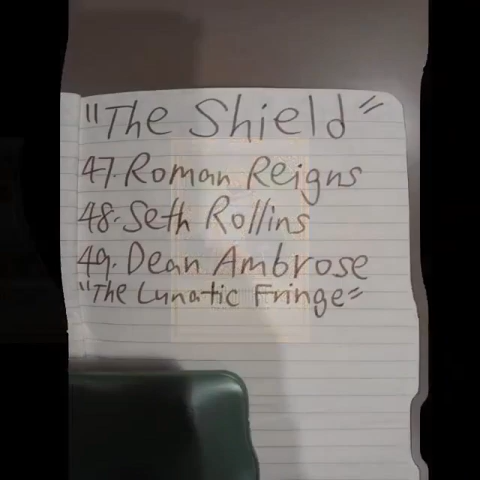 "The Shield"
47. Roman Reigns
48. Seth Rollins
49. Dean Ambrose
"The Lunatic Fringe"